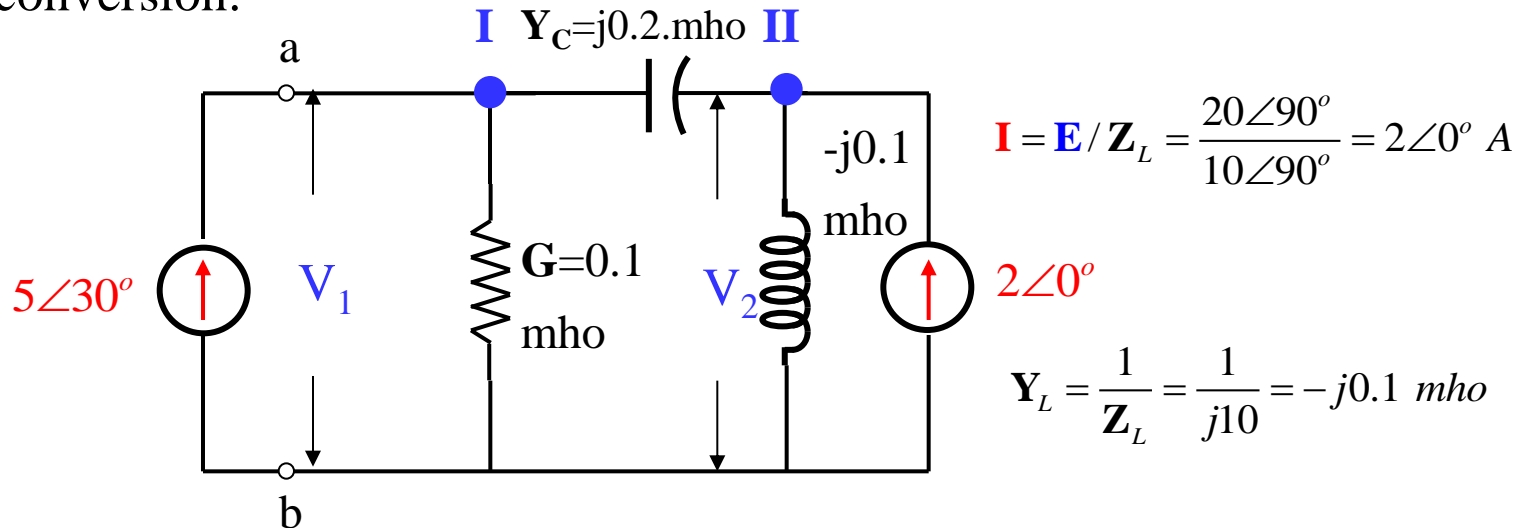 conversion.
I Y_C=j0.2.mho II
a
I = E / Z_L = 20∠90° / 10∠90° = 2∠0° A
-j0.1
mho
5∠30°
V_1
G=0.1
mho
V_2
2∠0°
Y_L = 1 / Z_L = 1 / j10 = −j0.1 mho
b